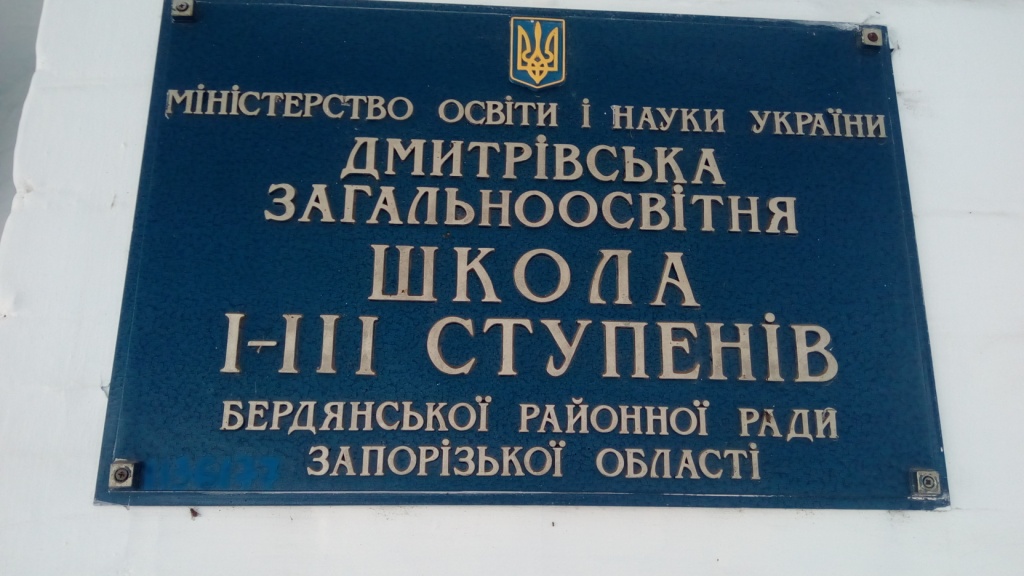 МІНІСТЕРСТВО ОСВІТИ І НАУКИ УКРАЇНИ
ДМИТРІВСЬКА
ЗАГАЛЬНООСВІТНЯ
ШКОЛА
І-ІІІ СТУПЕНІВ
БЕРДЯНСЬКОЇ РАЙОННОЇ РАДИ
ЗАПОРІЗЬКОЇ ОБЛАСТІ